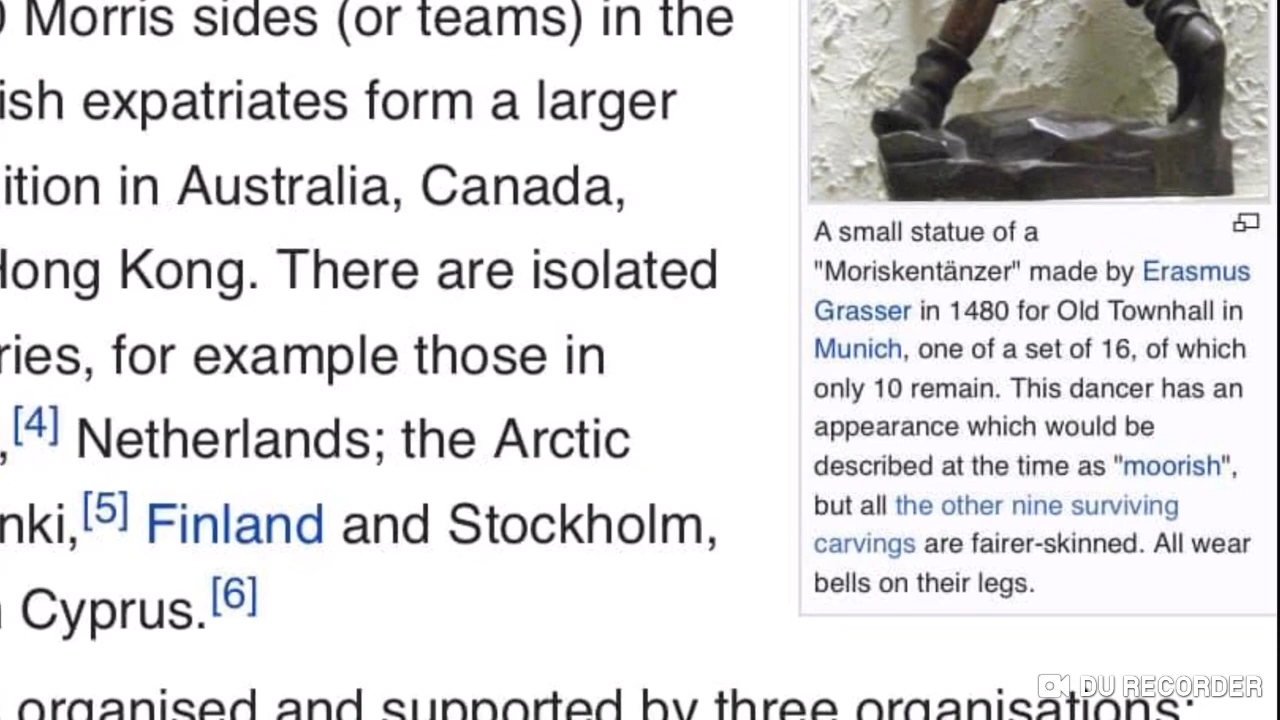 Morris sides (or teams) in the
ish expatriates form a larger
ition in Australia, Canada,
Hong Kong. There are isolated
ries, for example those in
,[4] Netherlands; the Arctic
nki,[5] Finland and Stockholm,
Cyprus.[6]
organised and supported by three organisations:
A small statue of a
"Moriskentänzer" made by Erasmus
Grasser in 1480 for Old Townhall in
Munich, one of a set of 16, of which
only 10 remain. This dancer has an
appearance which would be
described at the time as "moorish",
but all the other nine surviving
carvings are fairer-skinned. All wear
bells on their legs.
DU RECORDER